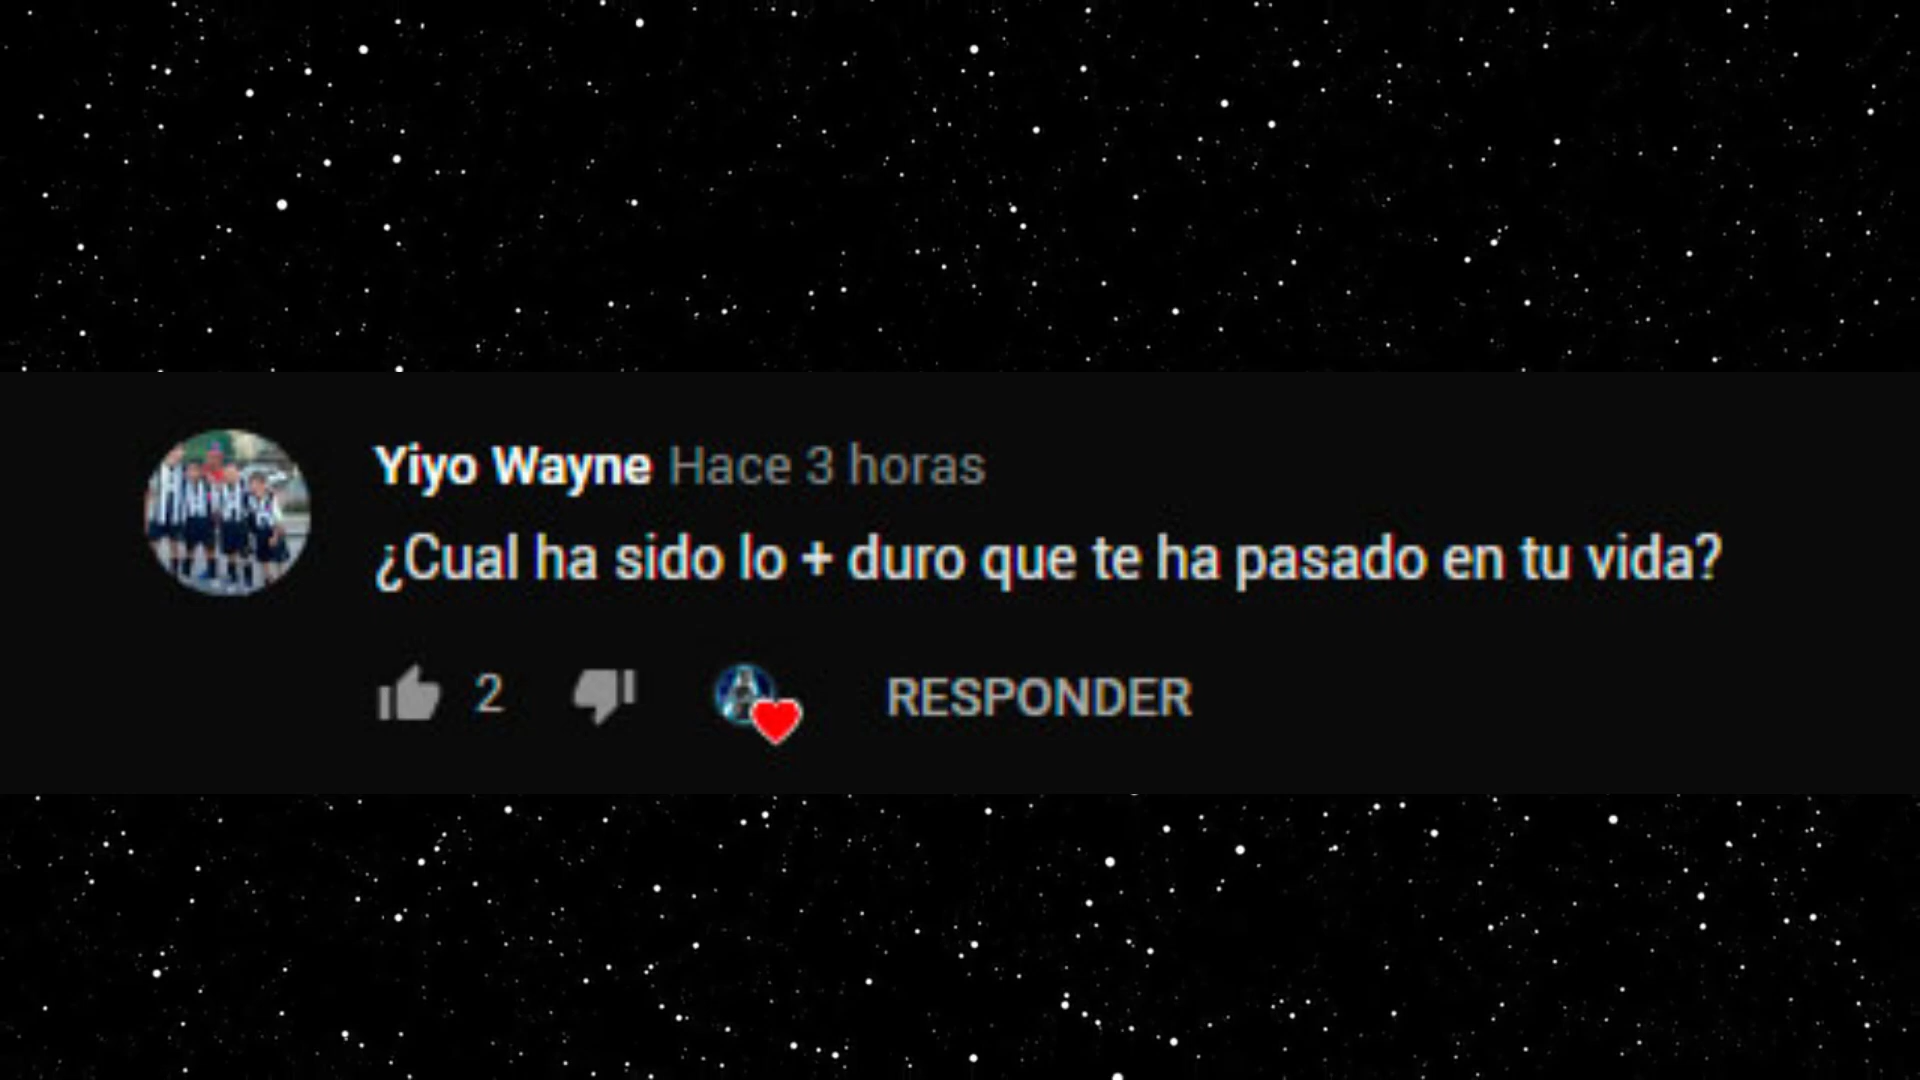 Yiyo Wayne Hace 3 horas
¿Cual ha sido lo + duro que te ha pasado en tu vida?
2 RESPONDER